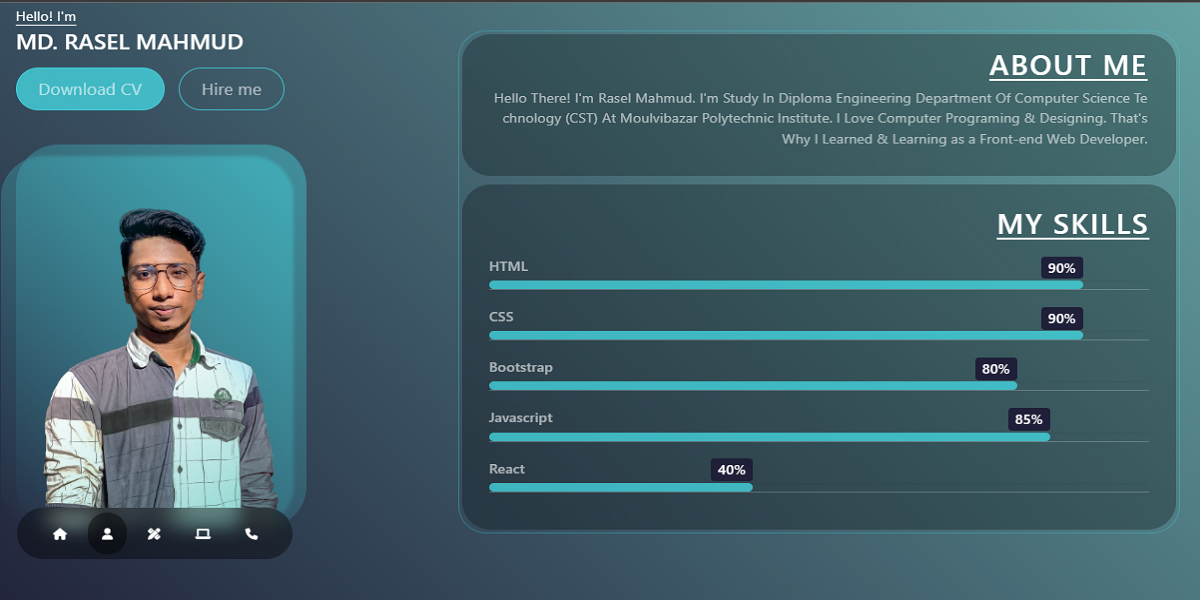 Hello! I'm
MD. RASEL MAHMUD
Download CV
Hire me
ABOUT ME
Hello There! I'm Rasel Mahmud. I'm Study In Diploma Engineering Department Of Computer Science Te
chnology (CST) At Moulvibazar Polytechnic Institute. I Love Computer Programing & Designing. That's
Why I Learned & Learning as a Front-end Web Developer.
MY SKILLS
HTML
90%
CSS
90%
Bootstrap
80%
Javascript
85%
React
40%